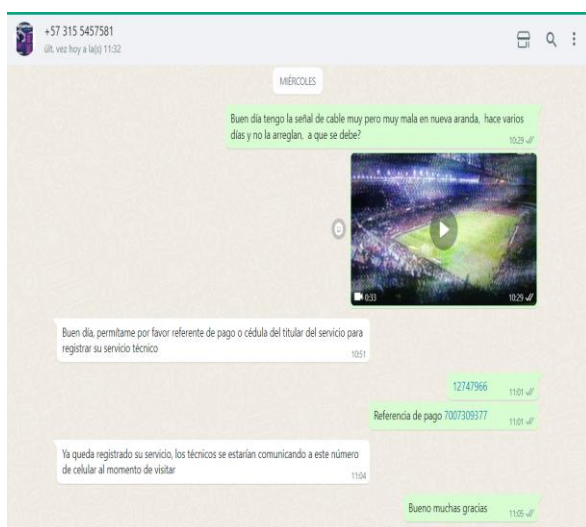 +57 315 5457581
últ. vez hoy a la(s) 11:32
MIÉRCOLES
Buen día tengo la señal de cable muy pero muy mala en nueva aranda, hace varios
días y no la arreglan, a que se debe?
10:29
0:33
10:29
Buen día, permítame por favor referente de pago o cédula del titular del servicio para
registrar su servicio técnico
10:51
12747966
11:01
Referencia de pago 7007309377
11:01
Ya queda registrado su servicio, los técnicos se estarían comunicando a este número
de celular al momento de visitar
11:04
Bueno muchas gracias
11:05